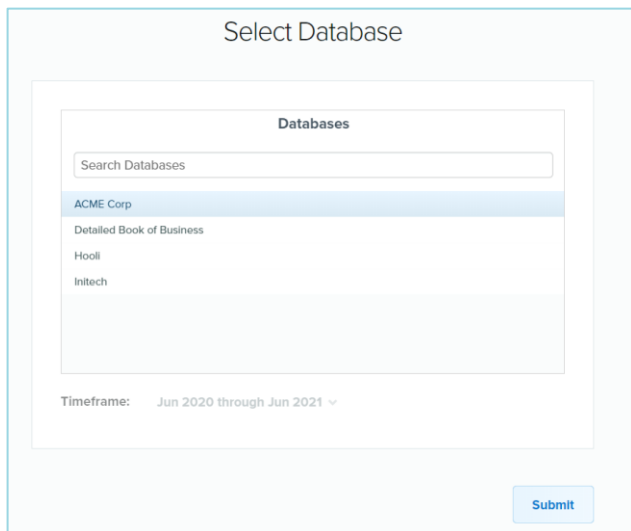 Select Database
Databases
Search Databases
ACME Corp
Detailed Book of Business
Hooli
Initech
Timeframe: Jun 2020 through Jun 2021
Submit